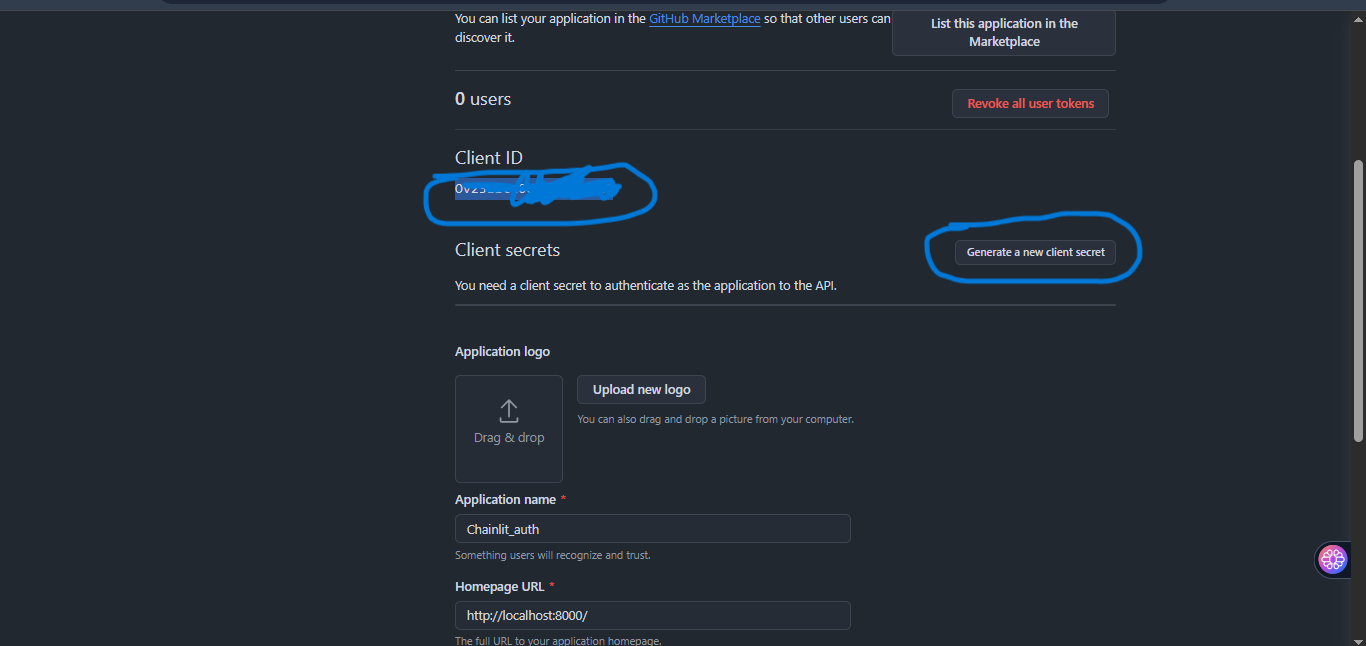 You can list your application in the GitHub Marketplace so that other users can
discover it.
List this application in the
Marketplace
0 users
Revoke all user tokens
Client ID
Client secrets
Generate a new client secret
You need a client secret to authenticate as the application to the API.
Application logo
Drag & drop
Upload new logo
You can also drag and drop a picture from your computer.
Application name *
Chainlit_auth
Something users will recognize and trust.
Homepage URL *
http://localhost:8000/
The full URL to your application homepage.